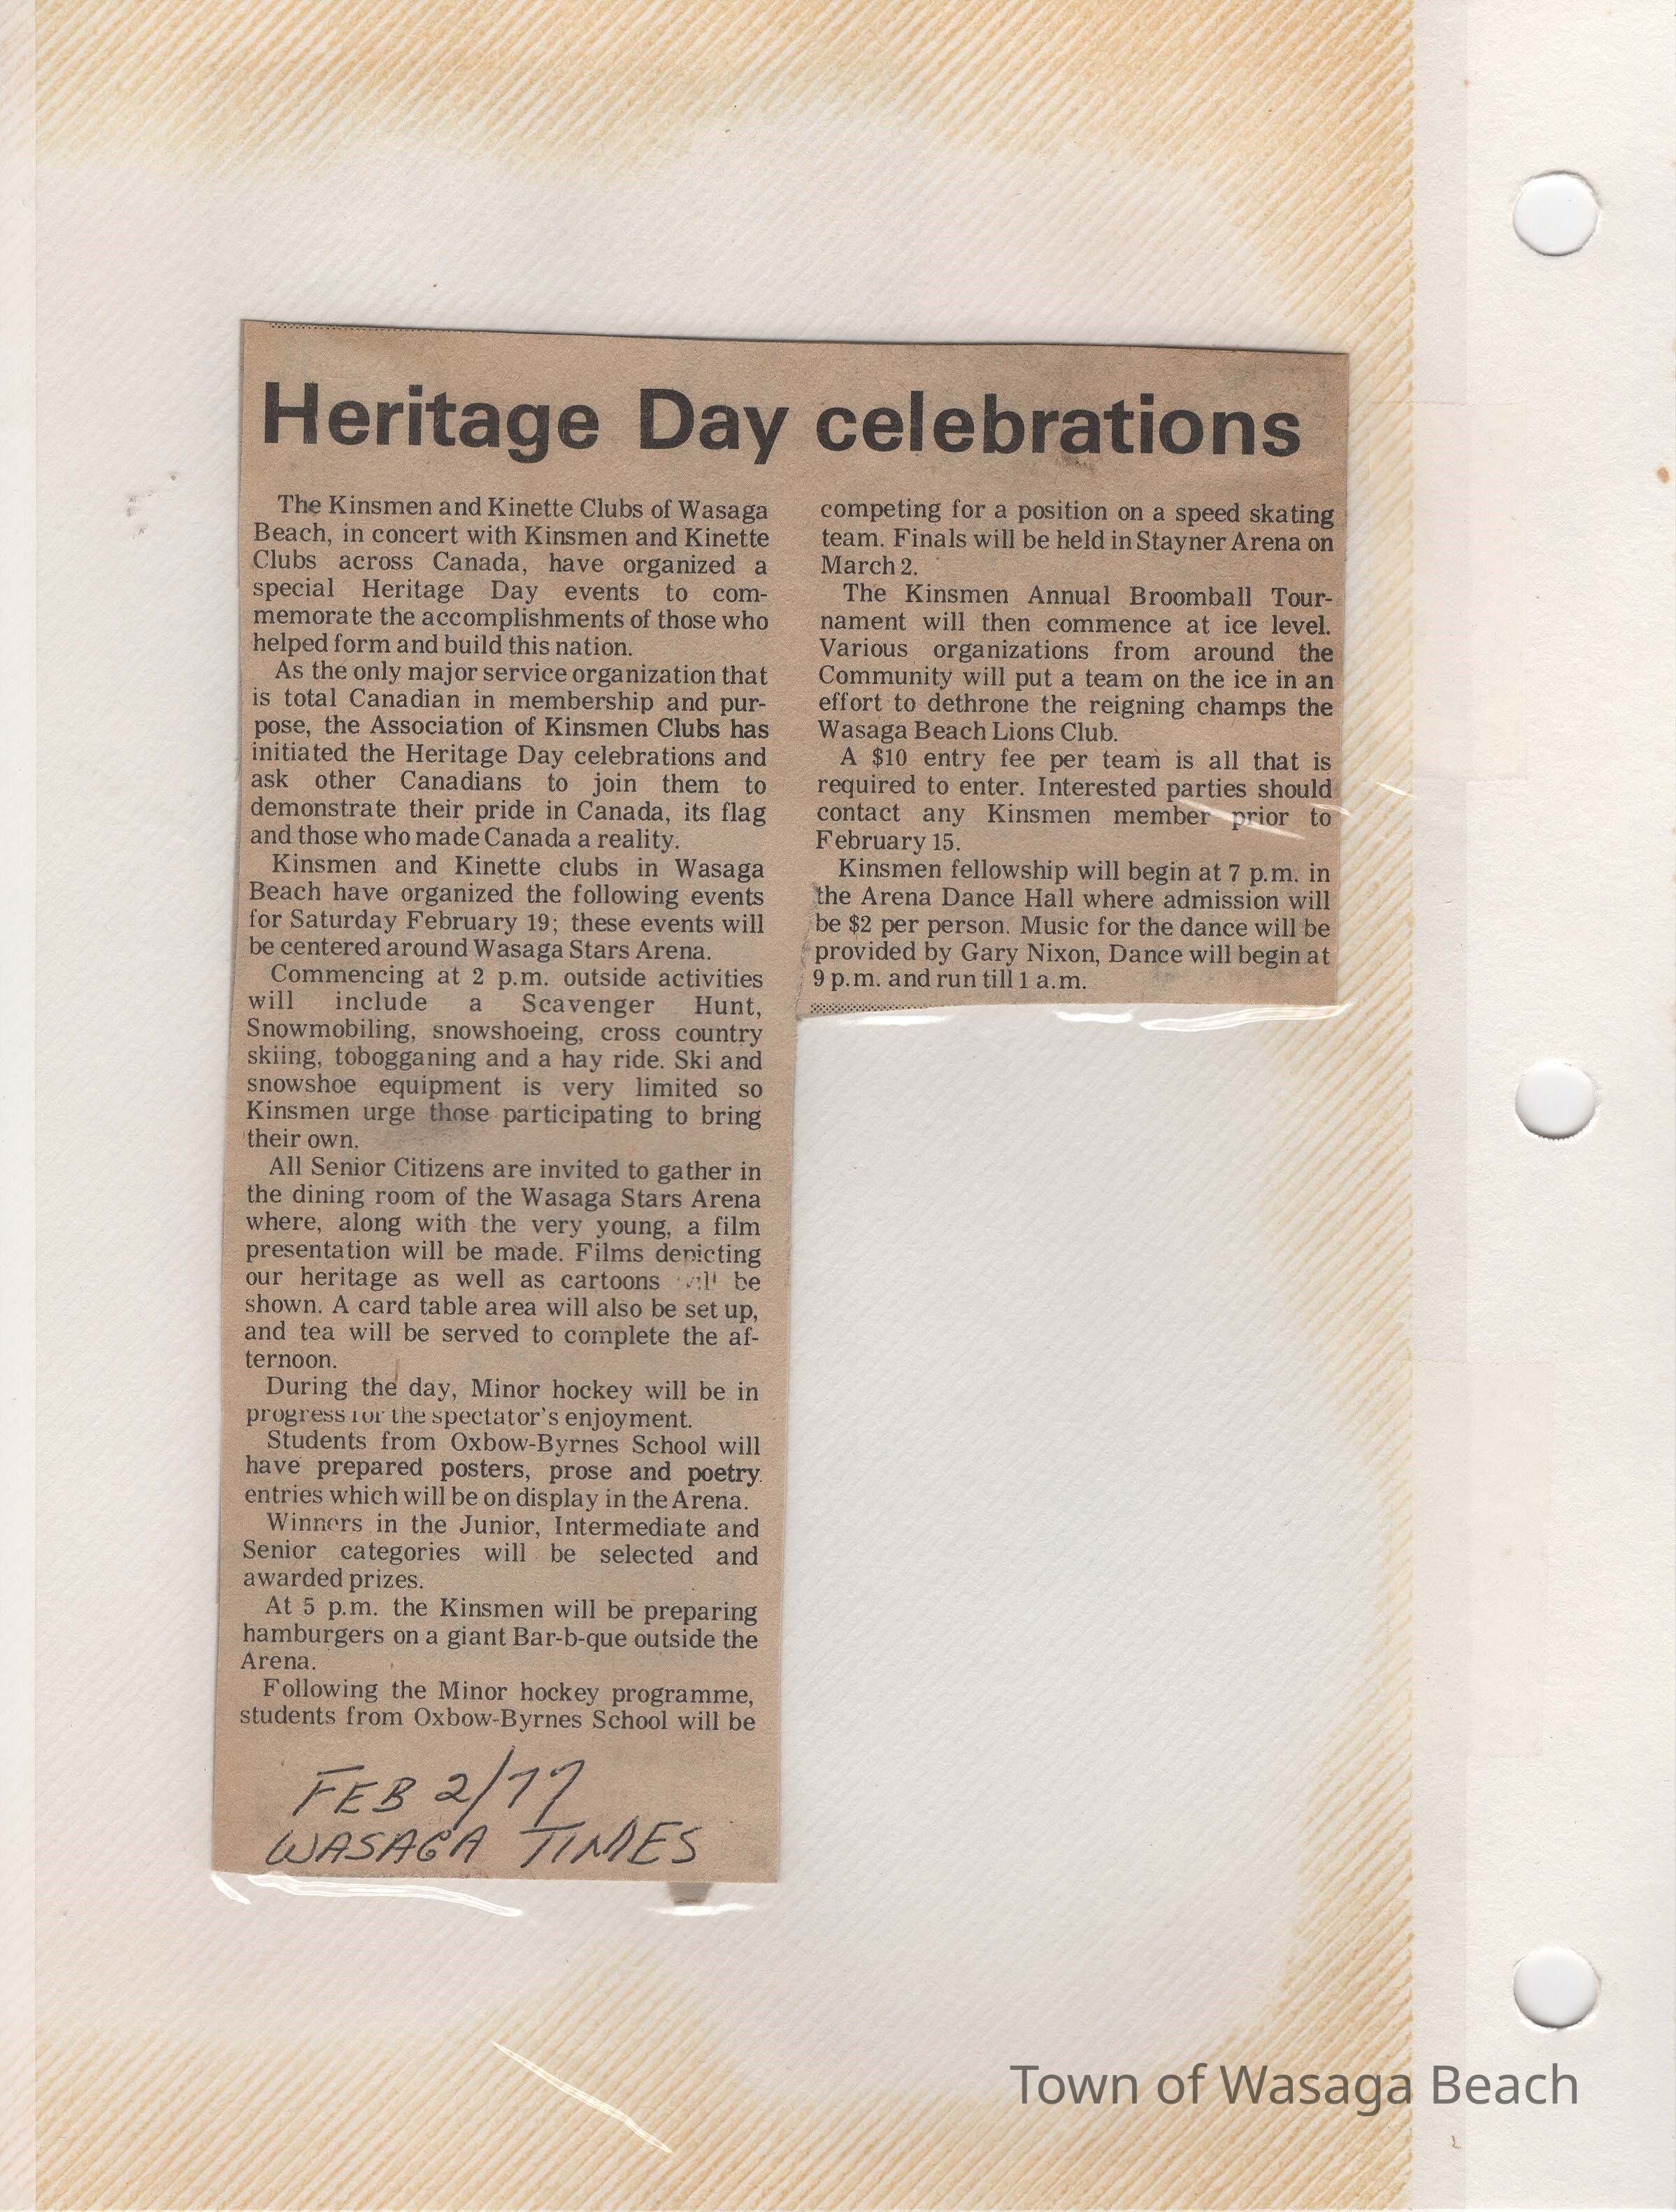 Heritage Day celebrations
The Kinsmen and Kinette Clubs of Wasaga
Beach, in concert with Kinsmen and Kinette
Clubs across Canada, have organized a
special Heritage Day events to com-
memorate the accomplishments of those who
helped form and build this nation.
As the only major service organization that
is total Canadian in membership and pur-
pose, the Association of Kinsmen Clubs has
initiated the Heritage Day celebrations and
ask other Canadians to join them to
demonstrate their pride in Canada, its flag
and those who made Canada a reality.
Kinsmen and Kinette clubs in Wasaga
Beach have organized the following events
for Saturday February 19; these events will
be centered around Wasaga Stars Arena.
Commencing at 2 p.m. outside activities
will include a Scavenger Hunt,
Snowmobiling, snowshoeing, cross country
skiing, tobogganing and a hay ride. Ski and
snowshoe equipment is very limited so
Kinsmen urge those participating to bring
their own.
All Senior Citizens are invited to gather in
the dining room of the Wasaga Stars Arena
where, along with the very young, a film
presentation will be made. Films depicting
our heritage as well as cartoons will be
shown. A card table area will also be set up,
and tea will be served to complete the af-
ternoon.
During the day, Minor hockey will be in
progress for the spectator's enjoyment.
Students from Oxbow-Byrnes School will
have prepared posters, prose and poetry
entries which will be on display in the Arena.
Winners in the Junior, Intermediate and
Senior categories will be selected and
awarded prizes.
At 5 p.m. the Kinsmen will be preparing
hamburgers on a giant Bar-b-que outside the
Arena.
Following the Minor hockey programme,
students from Oxbow-Byrnes School will be
competing for a position on a speed skating
team. Finals will be held in Stayner Arena on
March 2.
The Kinsmen Annual Broomball Tour-
nament will then commence at ice level.
Various organizations from around the
Community will put a team on the ice in an
effort to dethrone the reigning champs the
Wasaga Beach Lions Club.
A $10 entry fee per team is all that is
required to enter. Interested parties should
contact any Kinsmen member prior to
February 15.
Kinsmen fellowship will begin at 7 p.m. in
the Arena Dance Hall where admission will
be $2 per person. Music for the dance will be
provided by Gary Nixon, Dance will begin at
9 p.m. and run till 1 a.m.
FEB 2/77
WASAGA TIMES
Town of Wasaga Beach